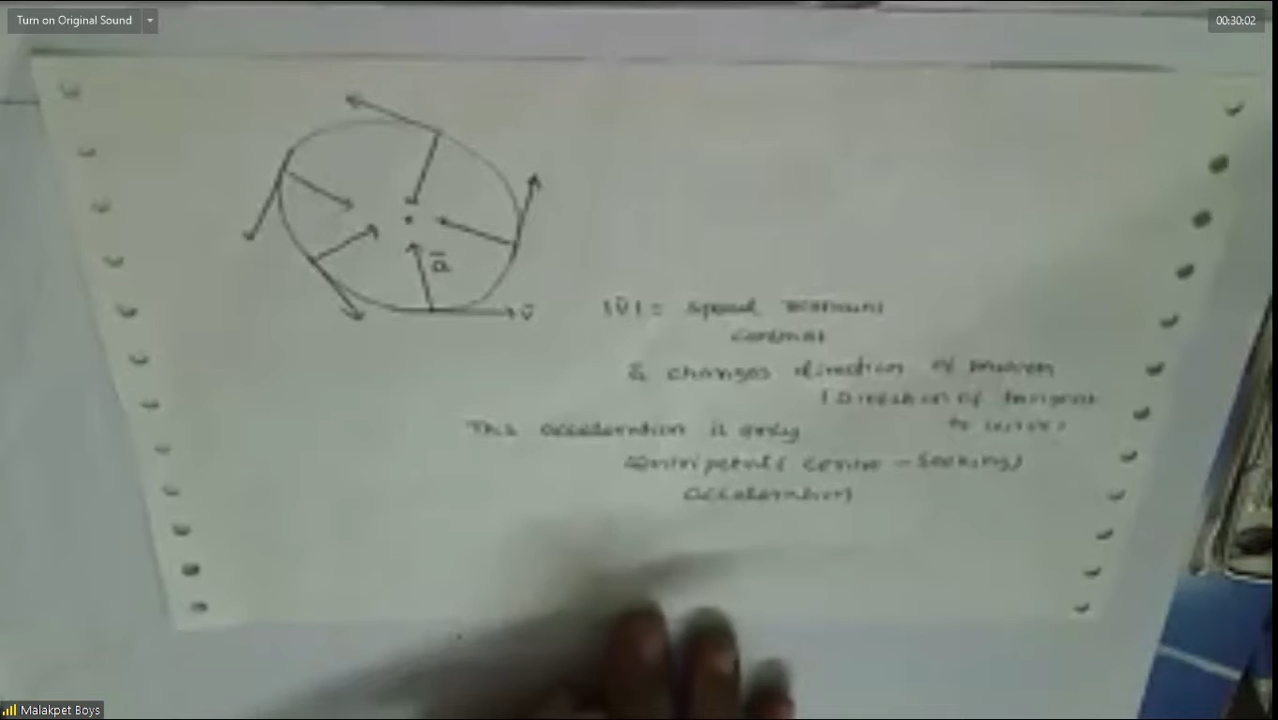 Turn on Original Sound
00:30:02
ā
v̄
|v̄| = speed remains
constant
& changes direction of motion
(Direction of tangent
to curve)
This acceleration is only
centripetal (centre - seeking)
acceleration
Malakpet Boys